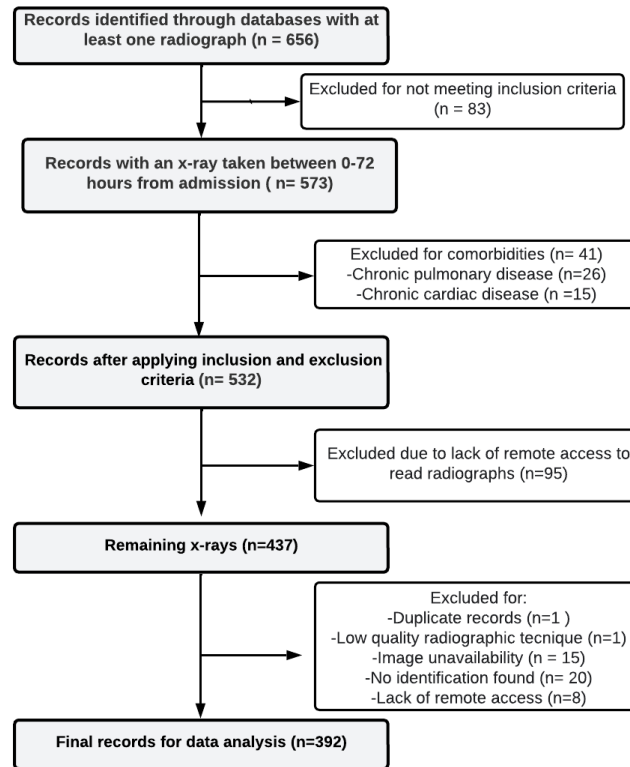 Records identified through databases with at
least one radiograph (n = 656)
Excluded for not meeting inclusion criteria
(n = 83)
Records with an x-ray taken between 0-72
hours from admission ( n= 573)
Excluded for comorbidities (n= 41)
-Chronic pulmonary disease (n=26)
-Chronic cardiac disease (n =15)
Records after applying inclusion and exclusion
criteria (n= 532)
Excluded due to lack of remote access to
read radiographs (n=95)
Remaining x-rays (n=437)
Excluded for:
-Duplicate records (n=1 )
-Low quality radiographic tecnique (n=1)
-Image unavailability (n = 15)
-No identification found (n= 20)
-Lack of remote access (n=8)
Final records for data analysis (n=392)